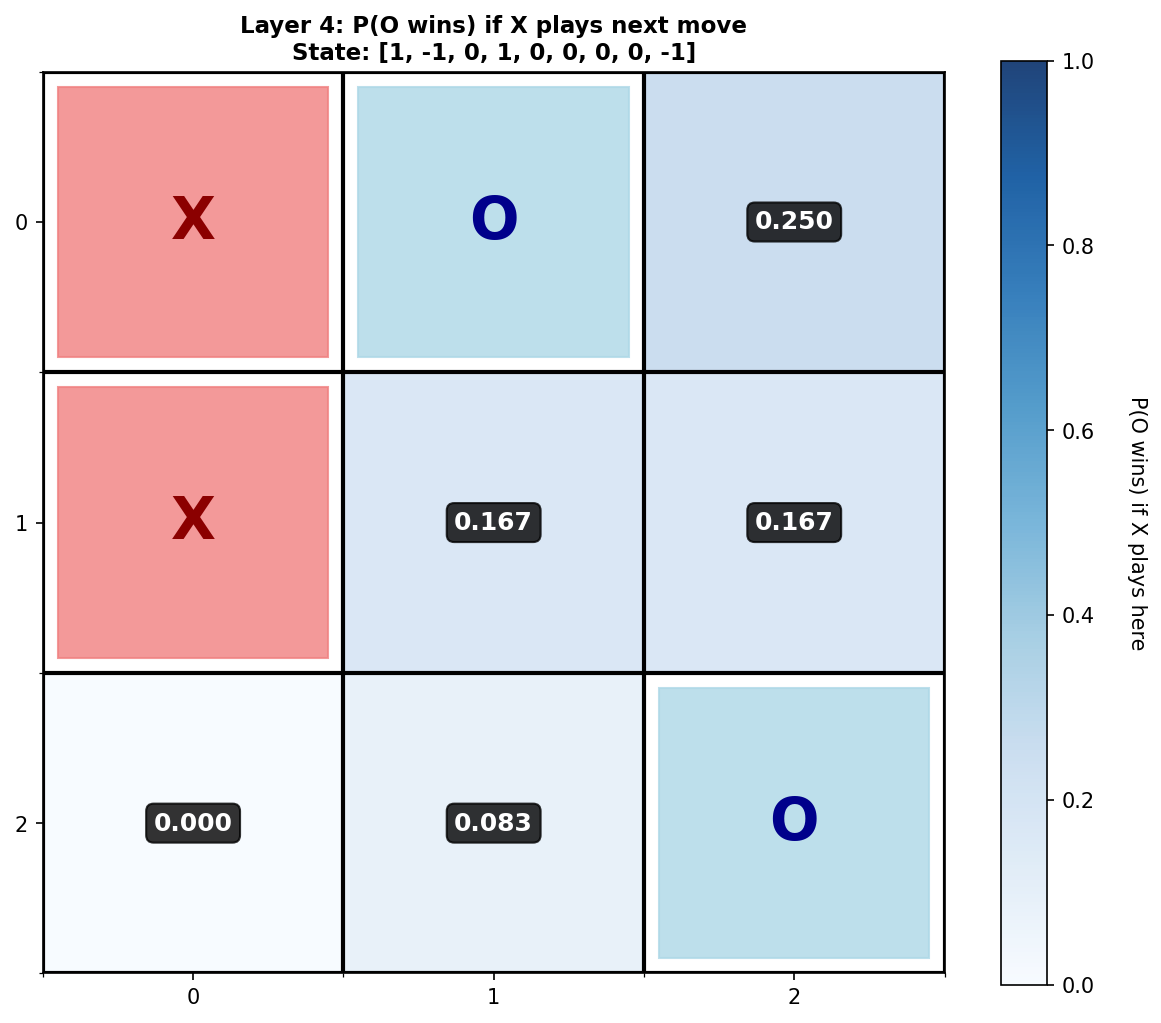 Layer 4: P(O wins) if X plays next move
State: [1, -1, 0, 1, 0, 0, 0, 0, -1]
0
X
O
0.250
1
X
0.167
0.167
2
0.000
0.083
O
0
1
2
1.0
0.8
0.6
0.4
0.2
0.0
P(O wins) if X plays here